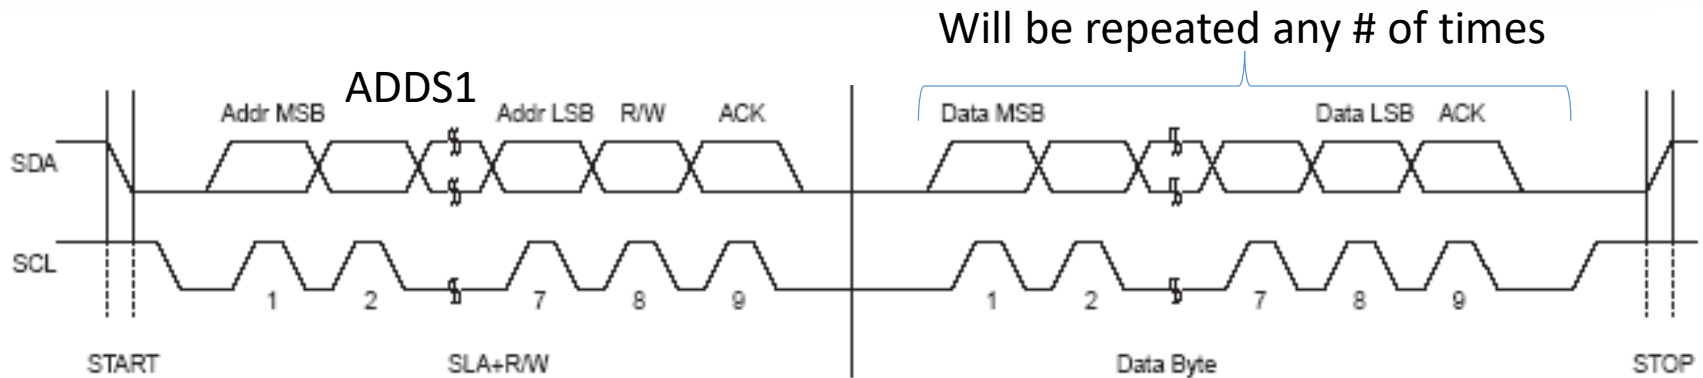 Will be repeated any # of times
ADDS1
Addr MSB Addr LSB R/W ACK Data MSB Data LSB ACK
SDA
SCL
1 2 7 8 9 1 2 7 8 9
START SLA+R/W Data Byte STOP